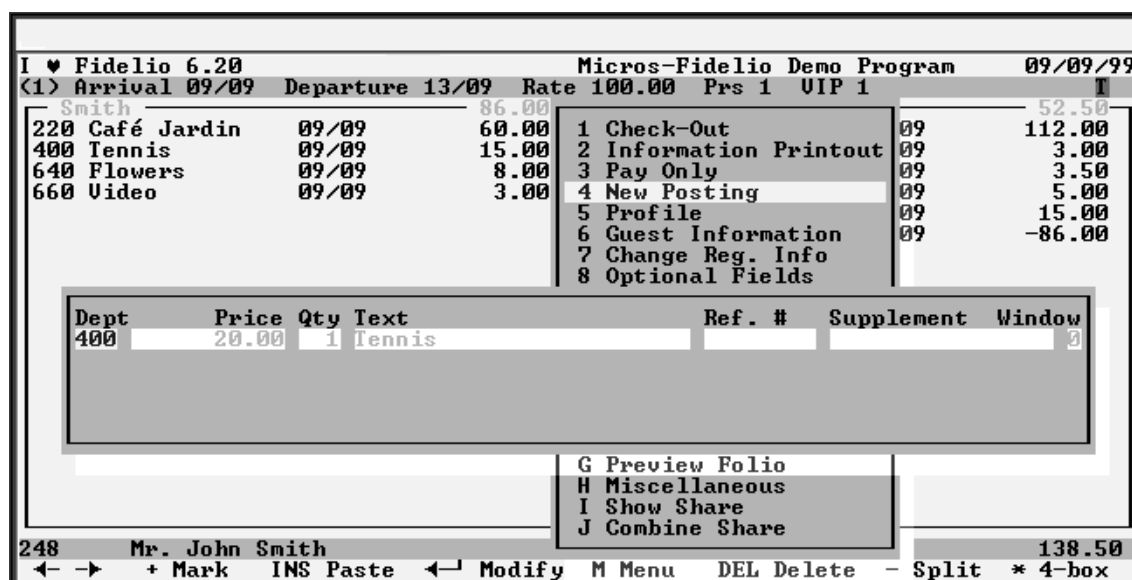 I ♥ Fidelio 6.20 Micros-Fidelio Demo Program 09/09/99
(1) Arrival 09/09 Departure 13/09 Rate 100.00 Prs 1 VIP 1 T
Smith 86.00 52.50
220 Café Jardin 09/09 60.00 1 Check-Out 09 112.00
400 Tennis 09/09 15.00 2 Information Printout 09 3.00
640 Flowers 09/09 8.00 3 Pay Only 09 3.50
660 Video 09/09 3.00 4 New Posting 09 5.00
5 Profile 09 15.00
6 Guest Information 09 -86.00
7 Change Reg. Info
8 Optional Fields
Dept Price Qty Text Ref. # Supplement Window
400 20.00 1 Tennis 0
G Preview Folio
H Miscellaneous
I Show Share
J Combine Share
248 Mr. John Smith 138.50
◄- -► + Mark INS Paste ◄┘ Modify M Menu DEL Delete - Split * 4-box